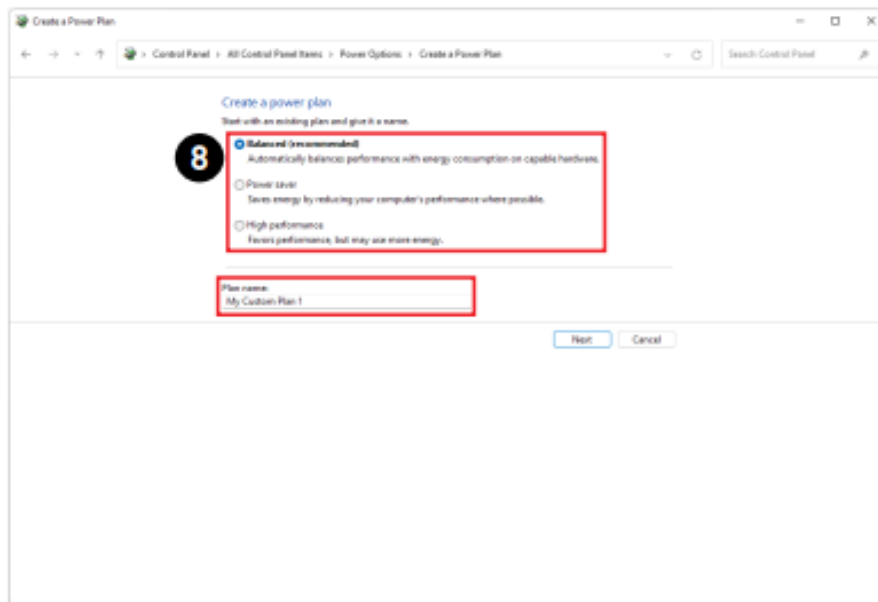 Create a Power Plan
Control Panel > All Control Panel Items > Power Options > Create a Power Plan
Search Control Panel
Create a power plan
Start with an existing plan and give it a name.
8
Balanced (recommended)
Automatically balances performance with energy consumption on capable hardware.
Power saver
Saves energy by reducing your computer's performance where possible.
High performance
Favors performance, but may use more energy.
Plan name:
My Custom Plan 1
Next
Cancel